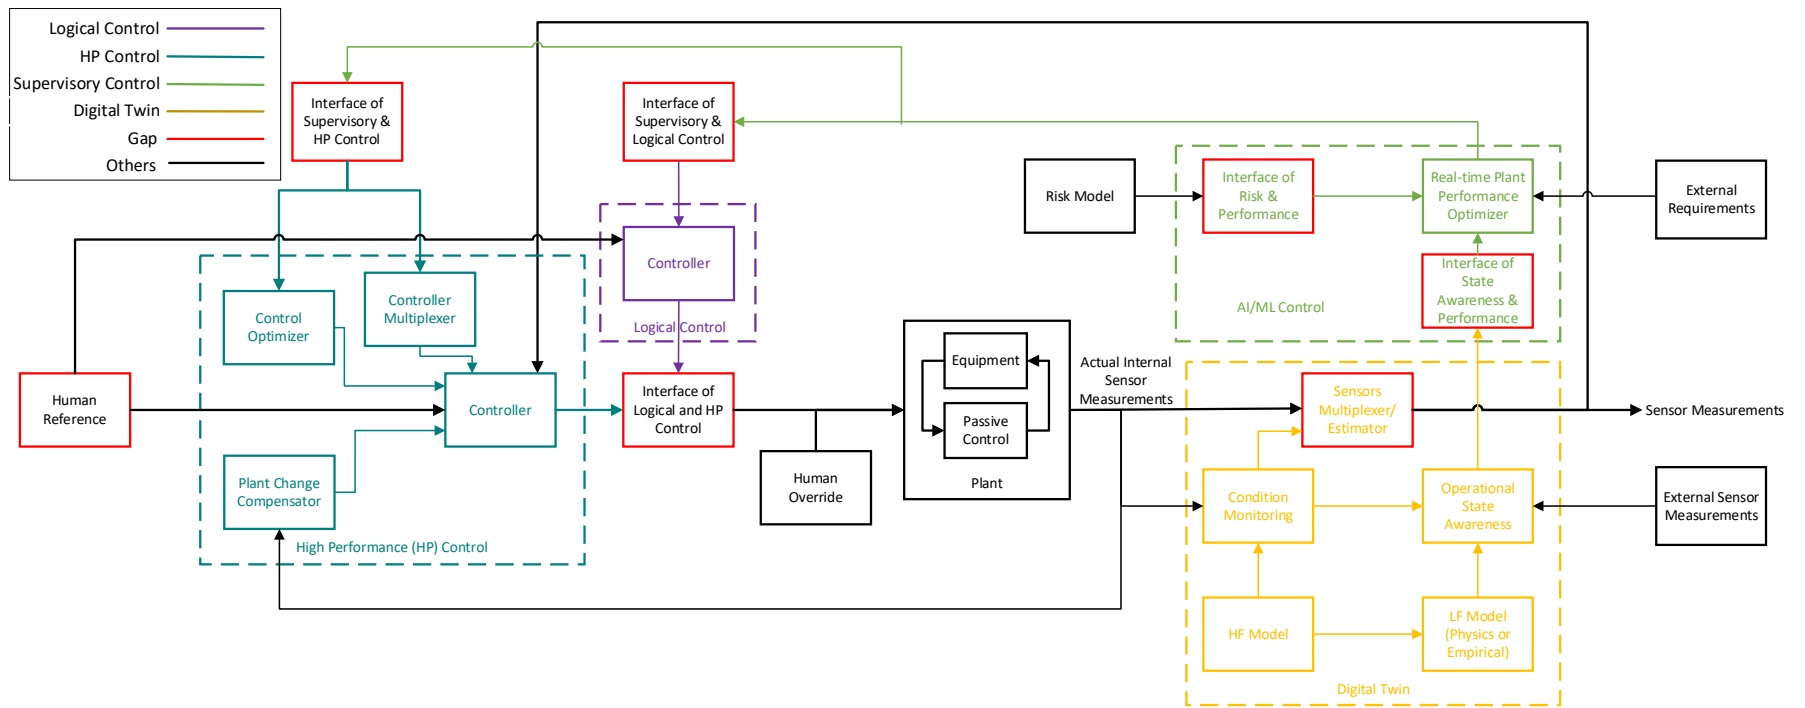 Logical Control
HP Control
Supervisory Control
Digital Twin
Gap
Others
Interface of
Supervisory &
HP Control
Interface of
Supervisory &
Logical Control
Risk Model
Interface of
Risk &
Performance
Real-time Plant
Performance
Optimizer
External
Requirements
Controller
Logical Control
Interface of
State
Awareness &
Performance
AI/ML Control
Control
Optimizer
Controller
Multiplexer
Human
Reference
Controller
Interface of
Logical and HP
Control
Equipment
Passive
Control
Plant
Actual Internal
Sensor
Measurements
Sensors
Multiplexer/
Estimator
Sensor Measurements
Plant Change
Compensator
High Performance (HP) Control
Human
Override
Condition
Monitoring
Operational
State
Awareness
External Sensor
Measurements
HF Model
LF Model
(Physics or
Empirical)
Digital Twin